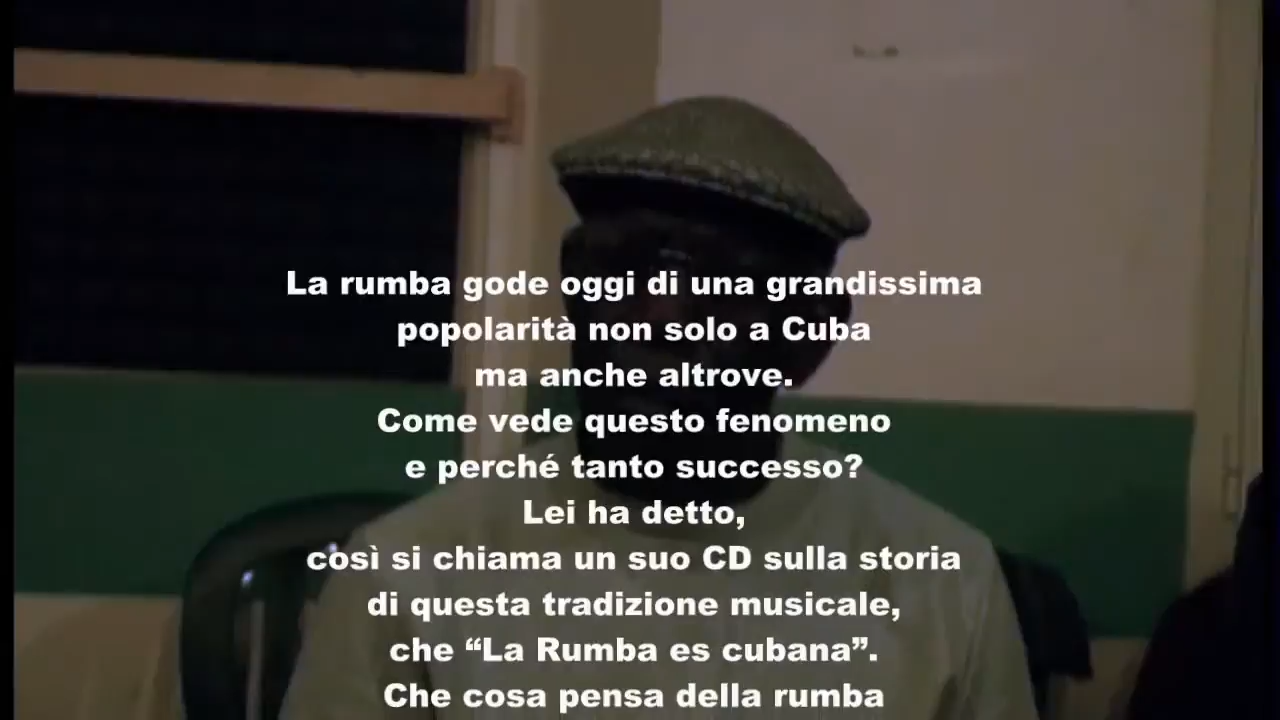 La rumba gode oggi di una grandissima
popolarità non solo a Cuba
ma anche altrove.
Come vede questo fenomeno
e perché tanto successo?
Lei ha detto,
così si chiama un suo CD sulla storia
di questa tradizione musicale,
che “La Rumba es cubana”.
Che cosa pensa della rumba